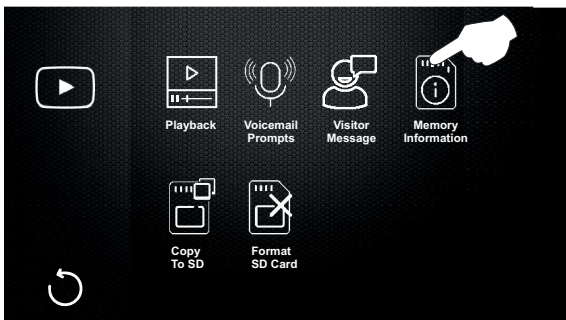 Playback
Voicemail
Prompts
Visitor
Message
Memory
Information
Copy
To SD
Format
SD Card